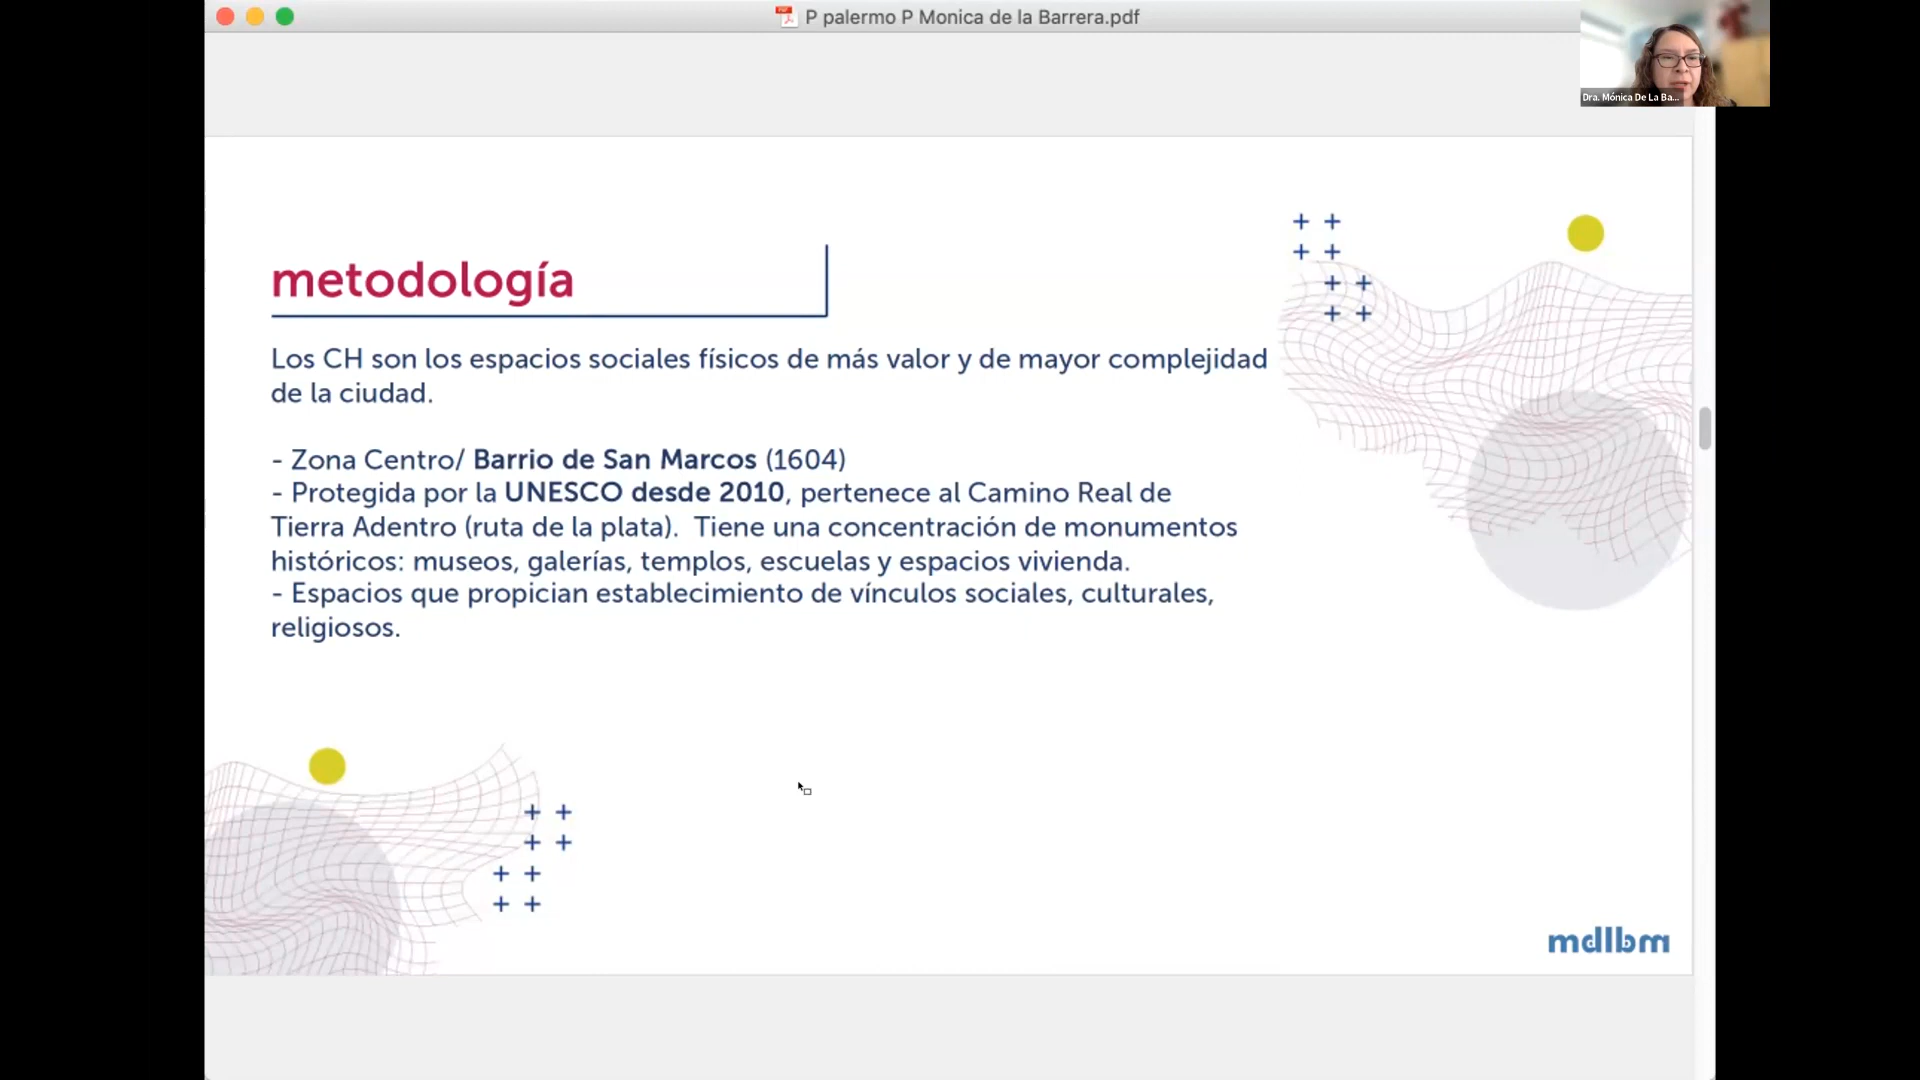 P palermo P Monica de la Barrera.pdf
Dra. Mónica De La Ba...
metodología
Los CH son los espacios sociales físicos de más valor y de mayor complejidad
de la ciudad.
- Zona Centro/ Barrio de San Marcos (1604)
- Protegida por la UNESCO desde 2010, pertenece al Camino Real de
Tierra Adentro (ruta de la plata).  Tiene una concentración de monumentos
históricos: museos, galerías, templos, escuelas y espacios vivienda.
- Espacios que propician establecimiento de vínculos sociales, culturales,
religiosos.
mdlbm